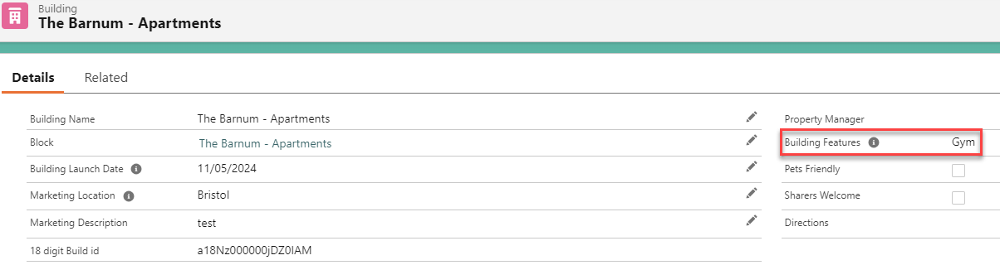 Building
The Barnum - Apartments
Details Related
Building Name The Barnum - Apartments Property Manager
Block The Barnum - Apartments Building Features Gym
Building Launch Date 11/05/2024 Pets Friendly
Marketing Location Bristol Sharers Welcome
Marketing Description test Directions
18 digit Build id a18Nz000000jDZ0IAM